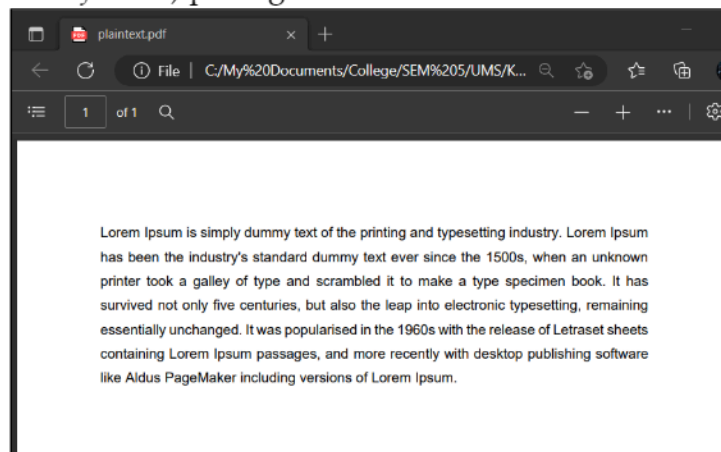 plaintext.pdf
File | C:/My%20Documents/College/SEM%205/UMS/K...
1 of 1
Lorem Ipsum is simply dummy text of the printing and typesetting industry. Lorem Ipsum
has been the industry's standard dummy text ever since the 1500s, when an unknown
printer took a galley of type and scrambled it to make a type specimen book. It has
survived not only five centuries, but also the leap into electronic typesetting, remaining
essentially unchanged. It was popularised in the 1960s with the release of Letraset sheets
containing Lorem Ipsum passages, and more recently with desktop publishing software
like Aldus PageMaker including versions of Lorem Ipsum.